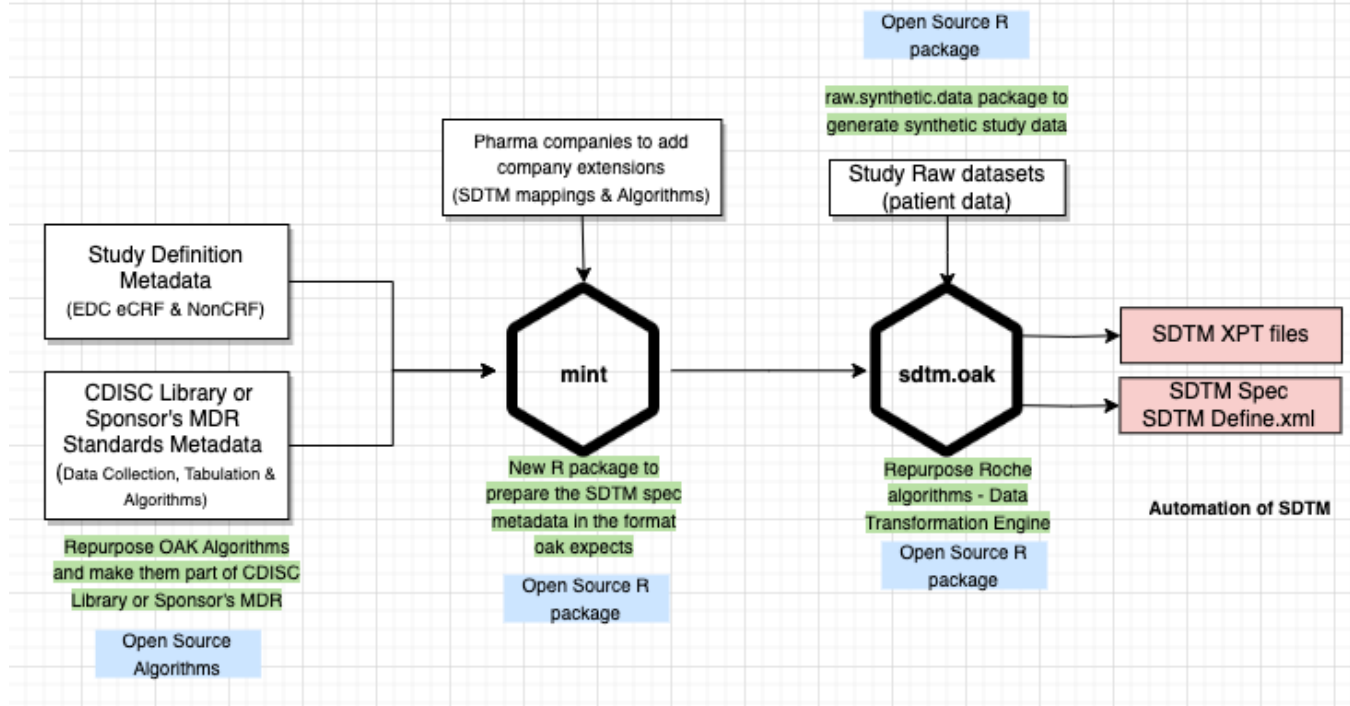 Open Source R
package
raw.synthetic.data package to
generate synthetic study data
Pharma companies to add
company extensions
(SDTM mappings & Algorithms)
Study Raw datasets
(patient data)
Study Definition
Metadata
(EDC eCRF & NonCRF)
CDISC Library or
Sponsor's MDR
Standards Metadata
(Data Collection, Tabulation &
Algorithms)
Repurpose OAK Algorithms
and make them part of CDISC
Library or Sponsor's MDR
Open Source
Algorithms
mint
New R package to
prepare the SDTM spec
metadata in the format
oak expects
Open Source R
package
sdtm.oak
Repurpose Roche
algorithms - Data
Transformation Engine
Open Source R
package
SDTM XPT files
SDTM Spec
SDTM Define.xml
Automation of SDTM